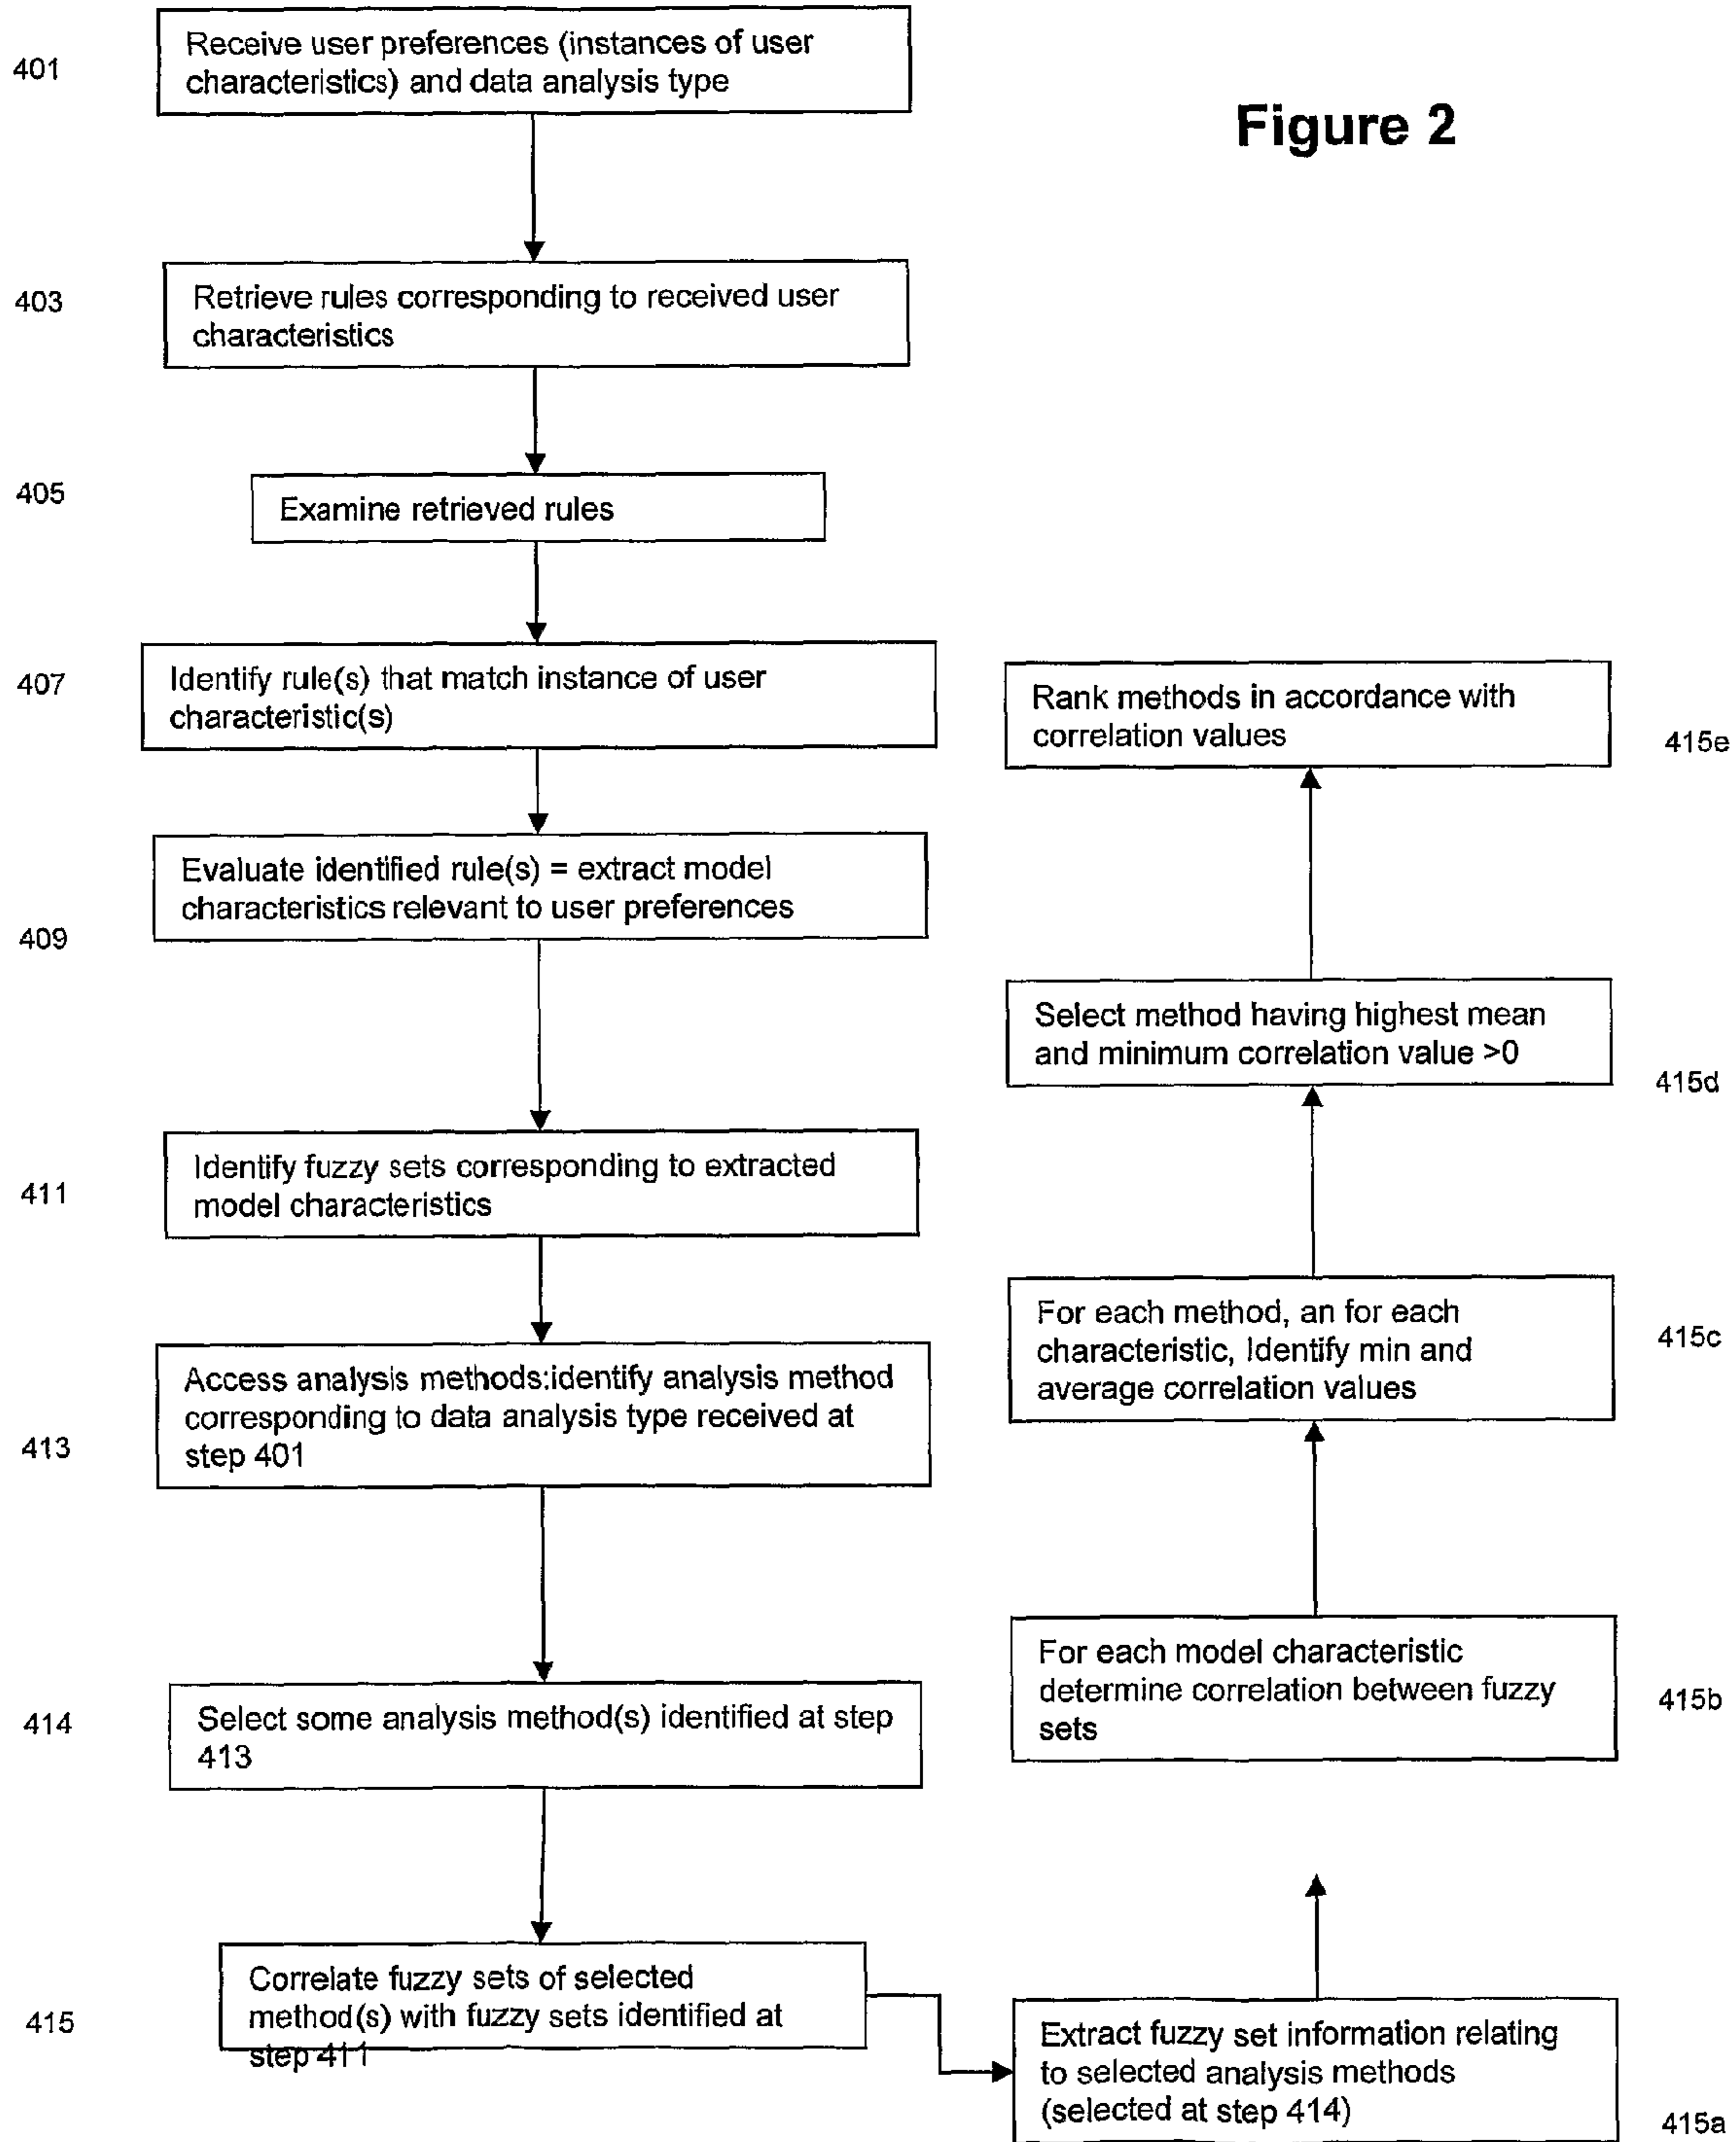 Figure 2
401
Receive user preferences (instances of user
characteristics) and data analysis type
403
Retrieve rules corresponding to received user
characteristics
405
Examine retrieved rules
407
Identify rule(s) that match instance of user
characteristic(s)
409
Evaluate identified rule(s) = extract model
characteristics relevant to user preferences
411
Identify fuzzy sets corresponding to extracted
model characteristics
413
Access analysis methods:identify analysis method
corresponding to data analysis type received at
step 401
414
Select some analysis method(s) identified at step
413
415
Correlate fuzzy sets of selected
method(s) with fuzzy sets identified at
step 411
Extract fuzzy set information relating
to selected analysis methods
(selected at step 414)
415a
For each model characteristic
determine correlation between fuzzy
sets
415b
For each method, an for each
characteristic, Identify min and
average correlation values
415c
Select method having highest mean
and minimum correlation value >0
415d
Rank methods in accordance with
correlation values
415e